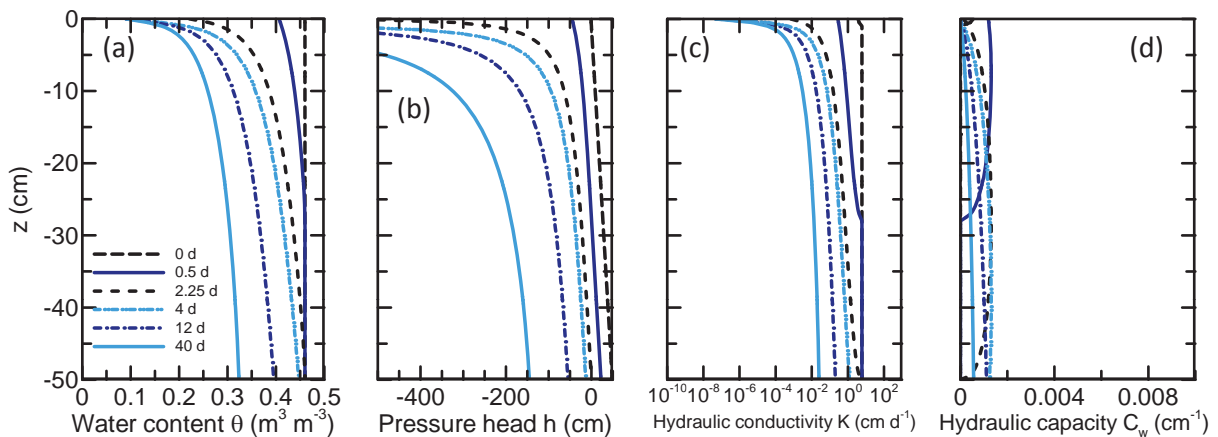 (a)
(b)
(c)
(d)
0
-10
-20
-30
-40
-50
z (cm)
0 d
0.5 d
2.25 d
4 d
12 d
40 d
0 0.1 0.2 0.3 0.4 0.5
-400 -200 0
10⁻¹⁰ 10⁻⁸ 10⁻⁶ 10⁻⁴ 10⁻² 10⁰ 10²
0 0.004 0.008
Water content θ (m³ m⁻³)
Pressure head h (cm)
Hydraulic conductivity K (cm d⁻¹)
Hydraulic capacity C_w (cm⁻¹)